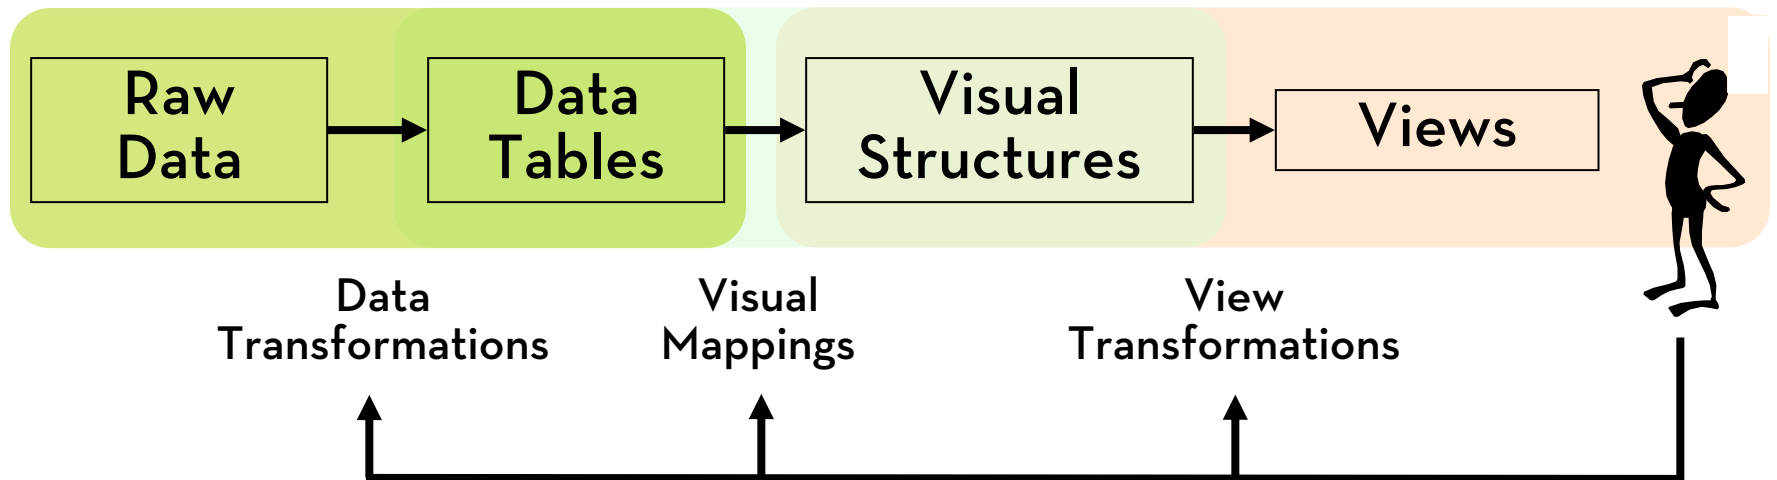 Raw
Data
Data
Tables
Visual
Structures
Views
Data
Transformations
Visual
Mappings
View
Transformations